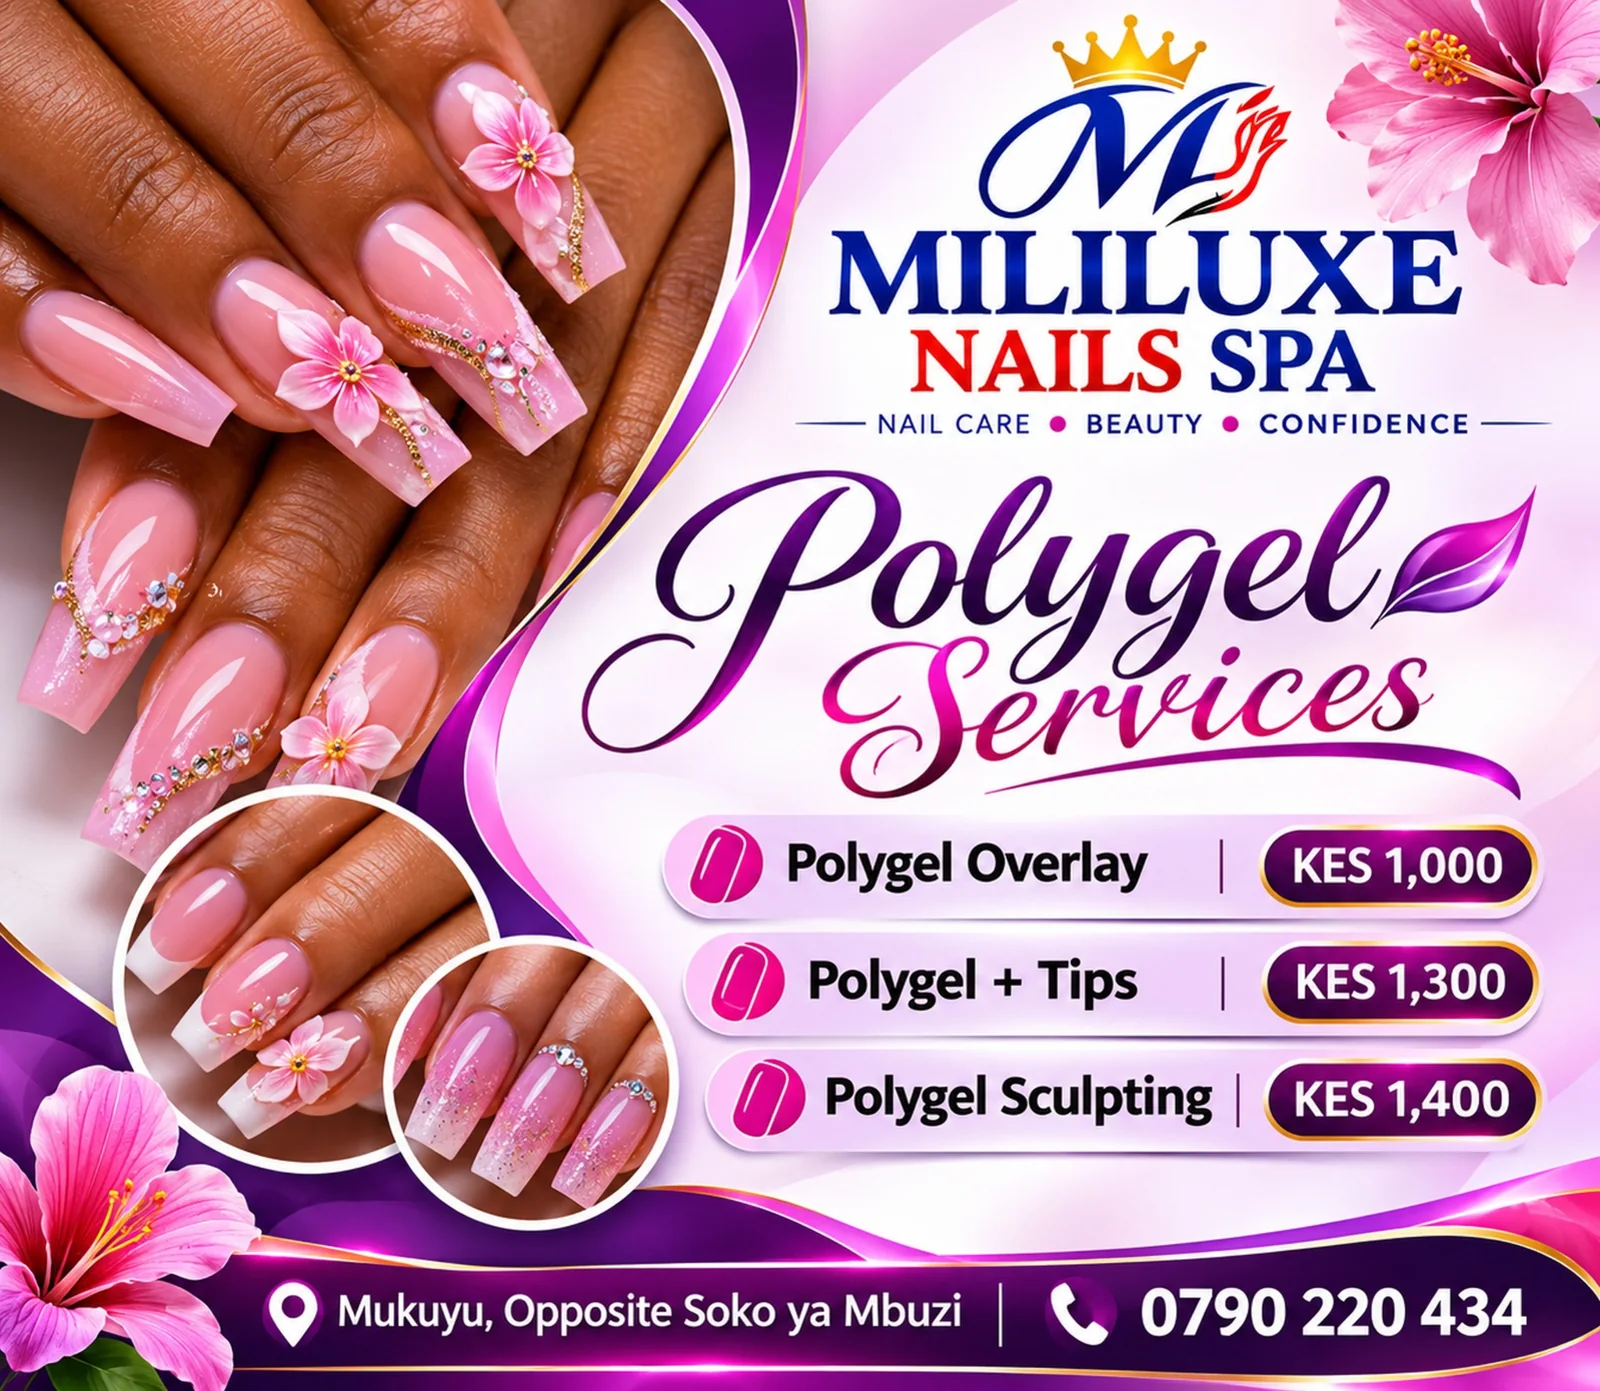 M
MILILUXE
NAILS SPA
NAIL CARE • BEAUTY • CONFIDENCE
Polygel
Services
Polygel Overlay | KES 1,000
Polygel + Tips | KES 1,300
Polygel Sculpting | KES 1,400
Mukuyu, Opposite Soko ya Mbuzi | 0790 220 434